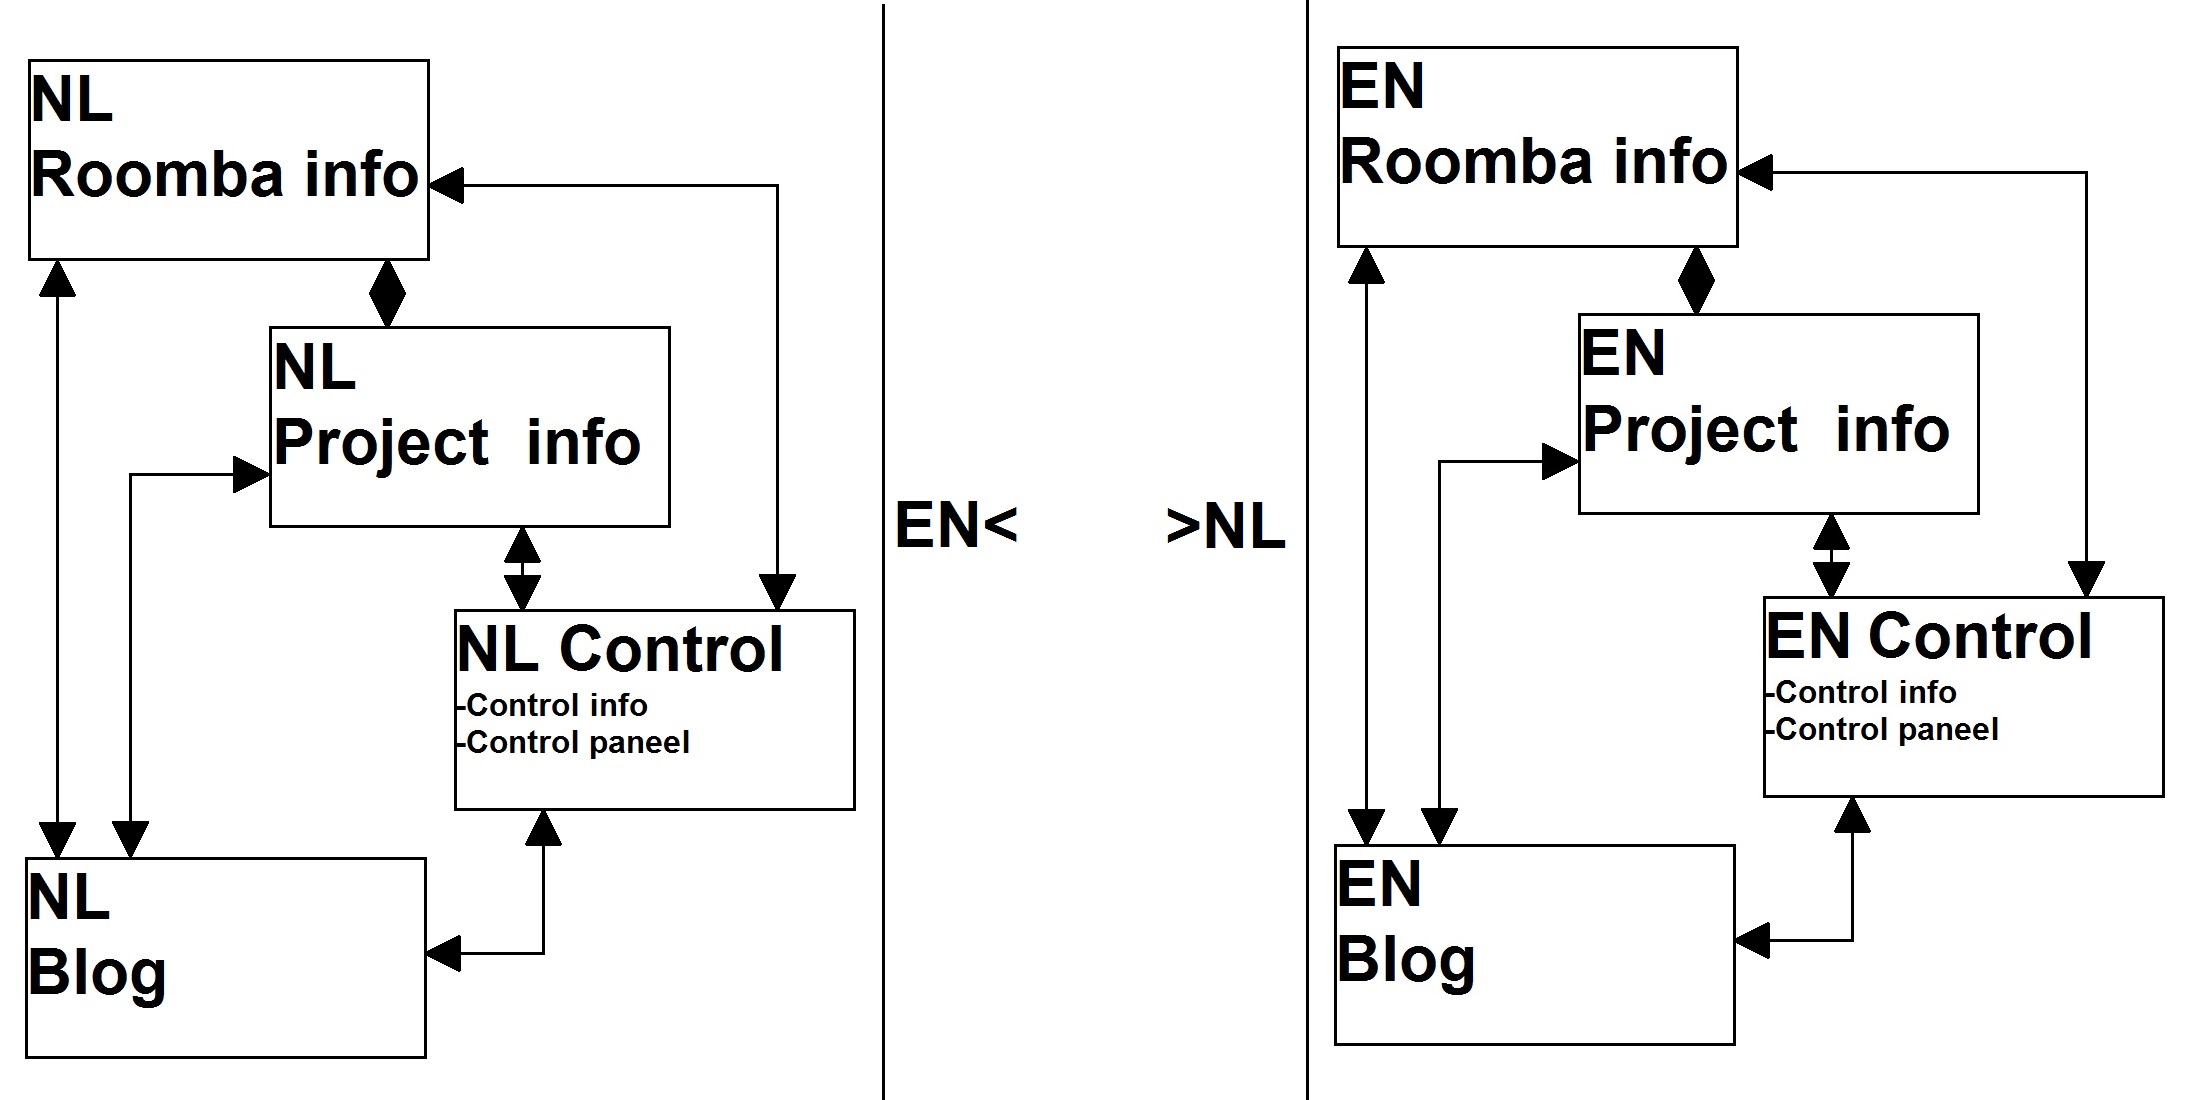 NL
Roomba info
NL
Project  info
NL Control
-Control info
-Control paneel
NL
Blog
EN<
>NL
EN
Roomba info
EN
Project  info
EN Control
-Control info
-Control paneel
EN
Blog